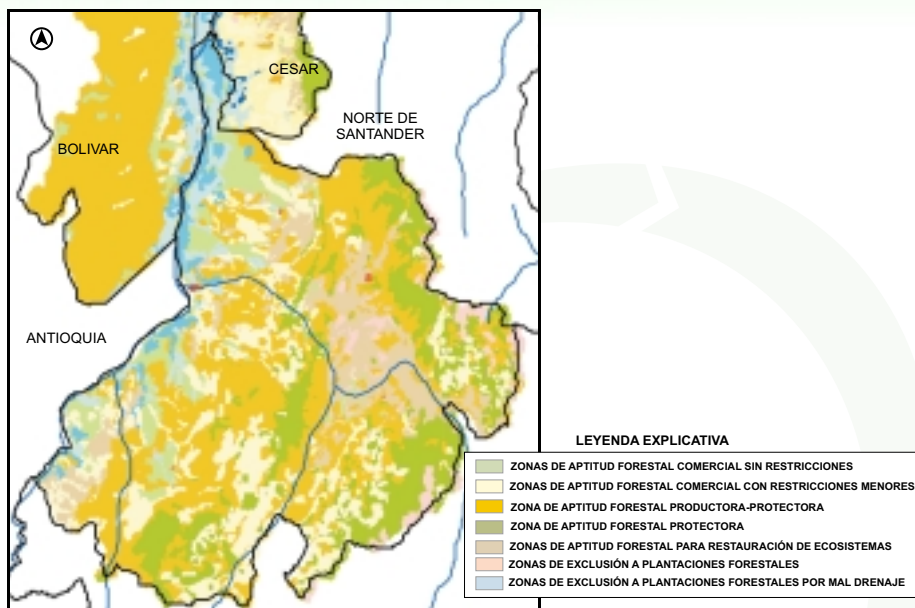 CESAR
NORTE DE
SANTANDER
BOLIVAR
ANTIOQUIA
LEYENDA EXPLICATIVA
ZONAS DE APTITUD FORESTAL COMERCIAL SIN RESTRICCIONES
ZONAS DE APTITUD FORESTAL COMERCIAL CON RESTRICCIONES MENORES
ZONA DE APTITUD FORESTAL PRODUCTORA-PROTECTORA
ZONA DE APTITUD FORESTAL PROTECTORA
ZONAS DE APTITUD FORESTAL PARA RESTAURACIÓN DE ECOSISTEMAS
ZONAS DE EXCLUSIÓN A PLANTACIONES FORESTALES
ZONAS DE EXCLUSIÓN A PLANTACIONES FORESTALES POR MAL DRENAJE